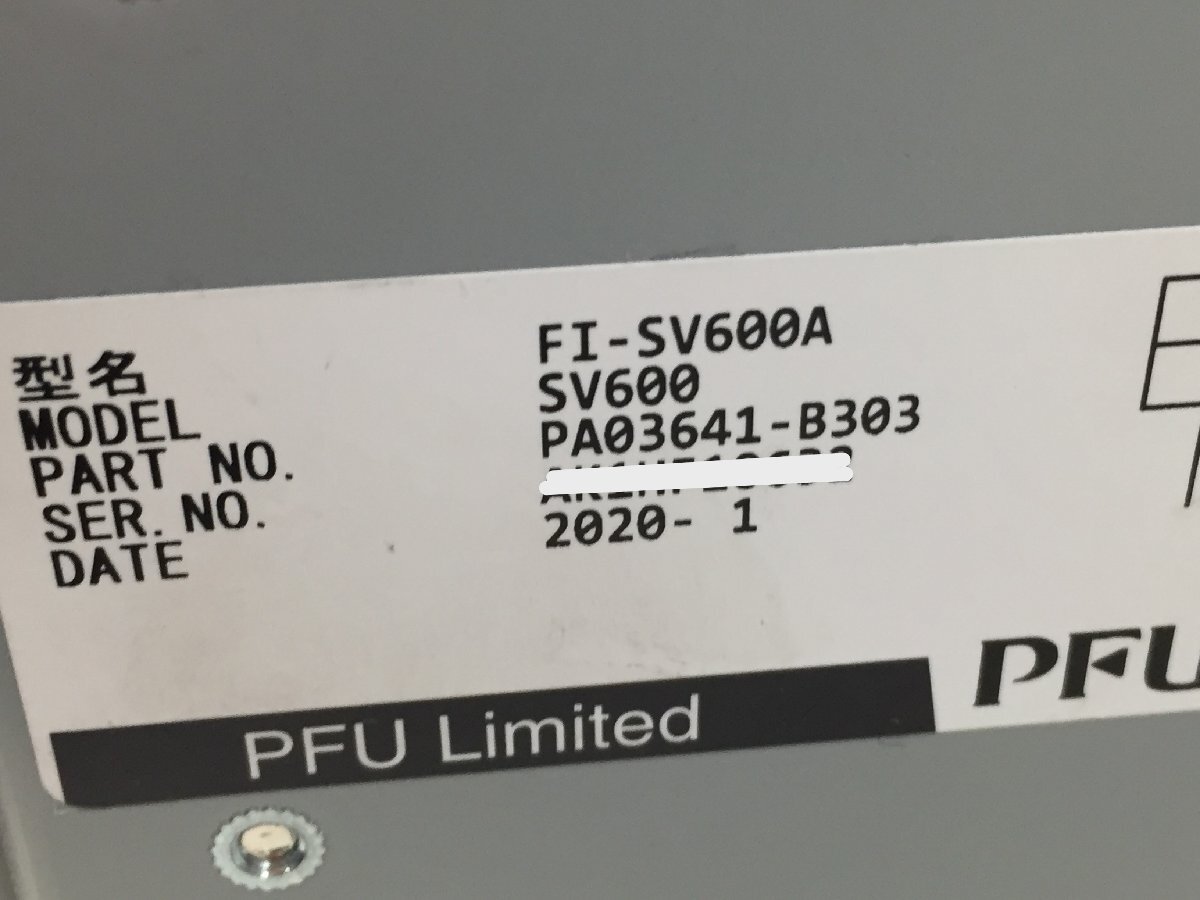 型名 FI-SV600A
MODEL SV600
PART NO. PA03641-B303
SER. NO.
DATE 2020- 1
PFU Limited
PFU